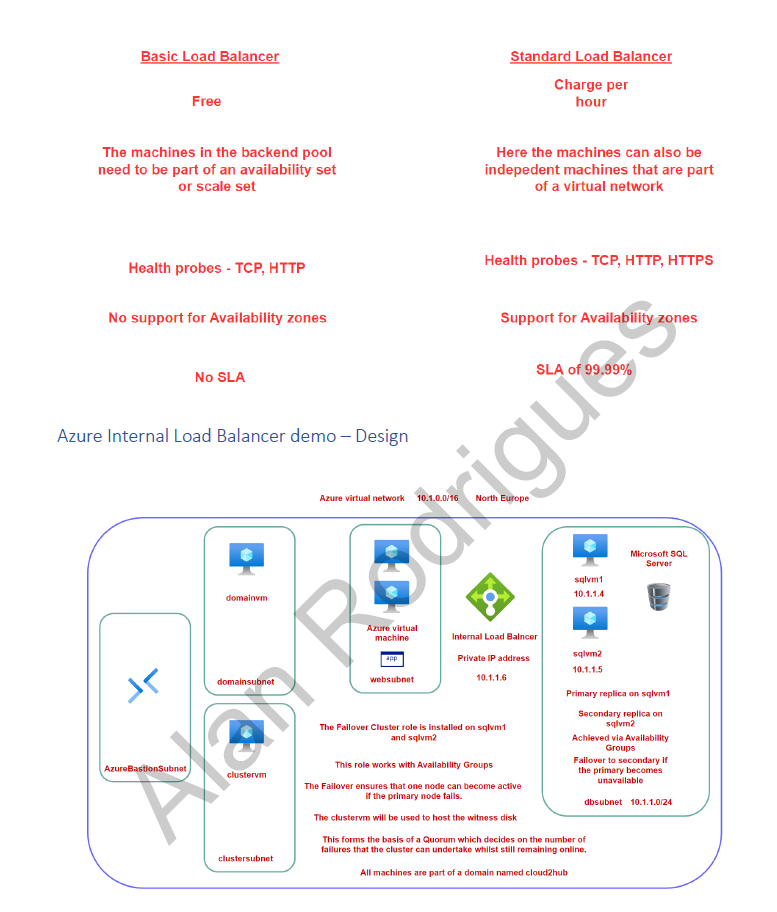 Basic Load Balancer
Standard Load Balancer
Free
Charge per
hour
The machines in the backend pool
need to be part of an availability set
or scale set
Here the machines can also be
indepedent machines that are part
of a virtual network
Health probes - TCP, HTTP
Health probes - TCP, HTTP, HTTPS
No support for Availability zones
Support for Availability zones
No SLA
SLA of 99.99%
Azure Internal Load Balancer demo – Design
Azure virtual network 10.1.0.0/16 North Europe
domainvm
domainsubnet
AzureBastionSubnet
clustervm
clustersubnet
Azure virtual
machine
app
websubnet
Internal Load Balncer
Private IP address
10.1.1.6
sqlvm1
10.1.1.4
Microsoft SQL
Server
sqlvm2
10.1.1.5
Primary replica on sqlvm1
Secondary replica on
sqlvm2
Achieved via Availability
Groups
Failover to secondary if
the primary becomes
unavailable
dbsubnet 10.1.1.0/24
The Failover Cluster role is installed on sqlvm1
and sqlvm2
This role works with Availability Groups
The Failover ensures that one node can become active
if the primary node fails.
The clustervm will be used to host the witness disk
This forms the basis of a Quorum which decides on the number of
failures that the cluster can undertake whilst still remaining online.
All machines are part of a domain named cloud2hub
Alan Rodrigues